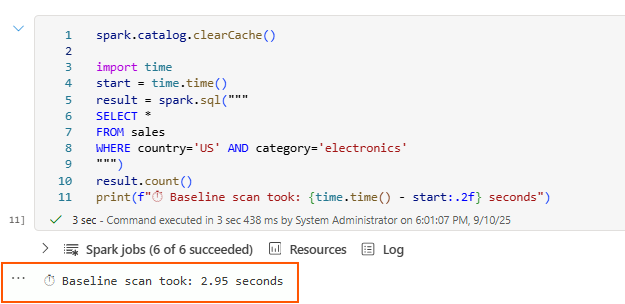 1 spark.catalog.clearCache()
2
3 import time
4 start = time.time()
5 result = spark.sql("""
6 SELECT *
7 FROM sales
8 WHERE country='US' AND category='electronics'
9 """)
10 result.count()
11 print(f"⏱ Baseline scan took: {time.time() - start:.2f} seconds")
11] ✓ 3 sec - Command executed in 3 sec 438 ms by System Administrator on 6:01:07 PM, 9/10/25
> Spark jobs (6 of 6 succeeded) Resources Log
... ⏱ Baseline scan took: 2.95 seconds